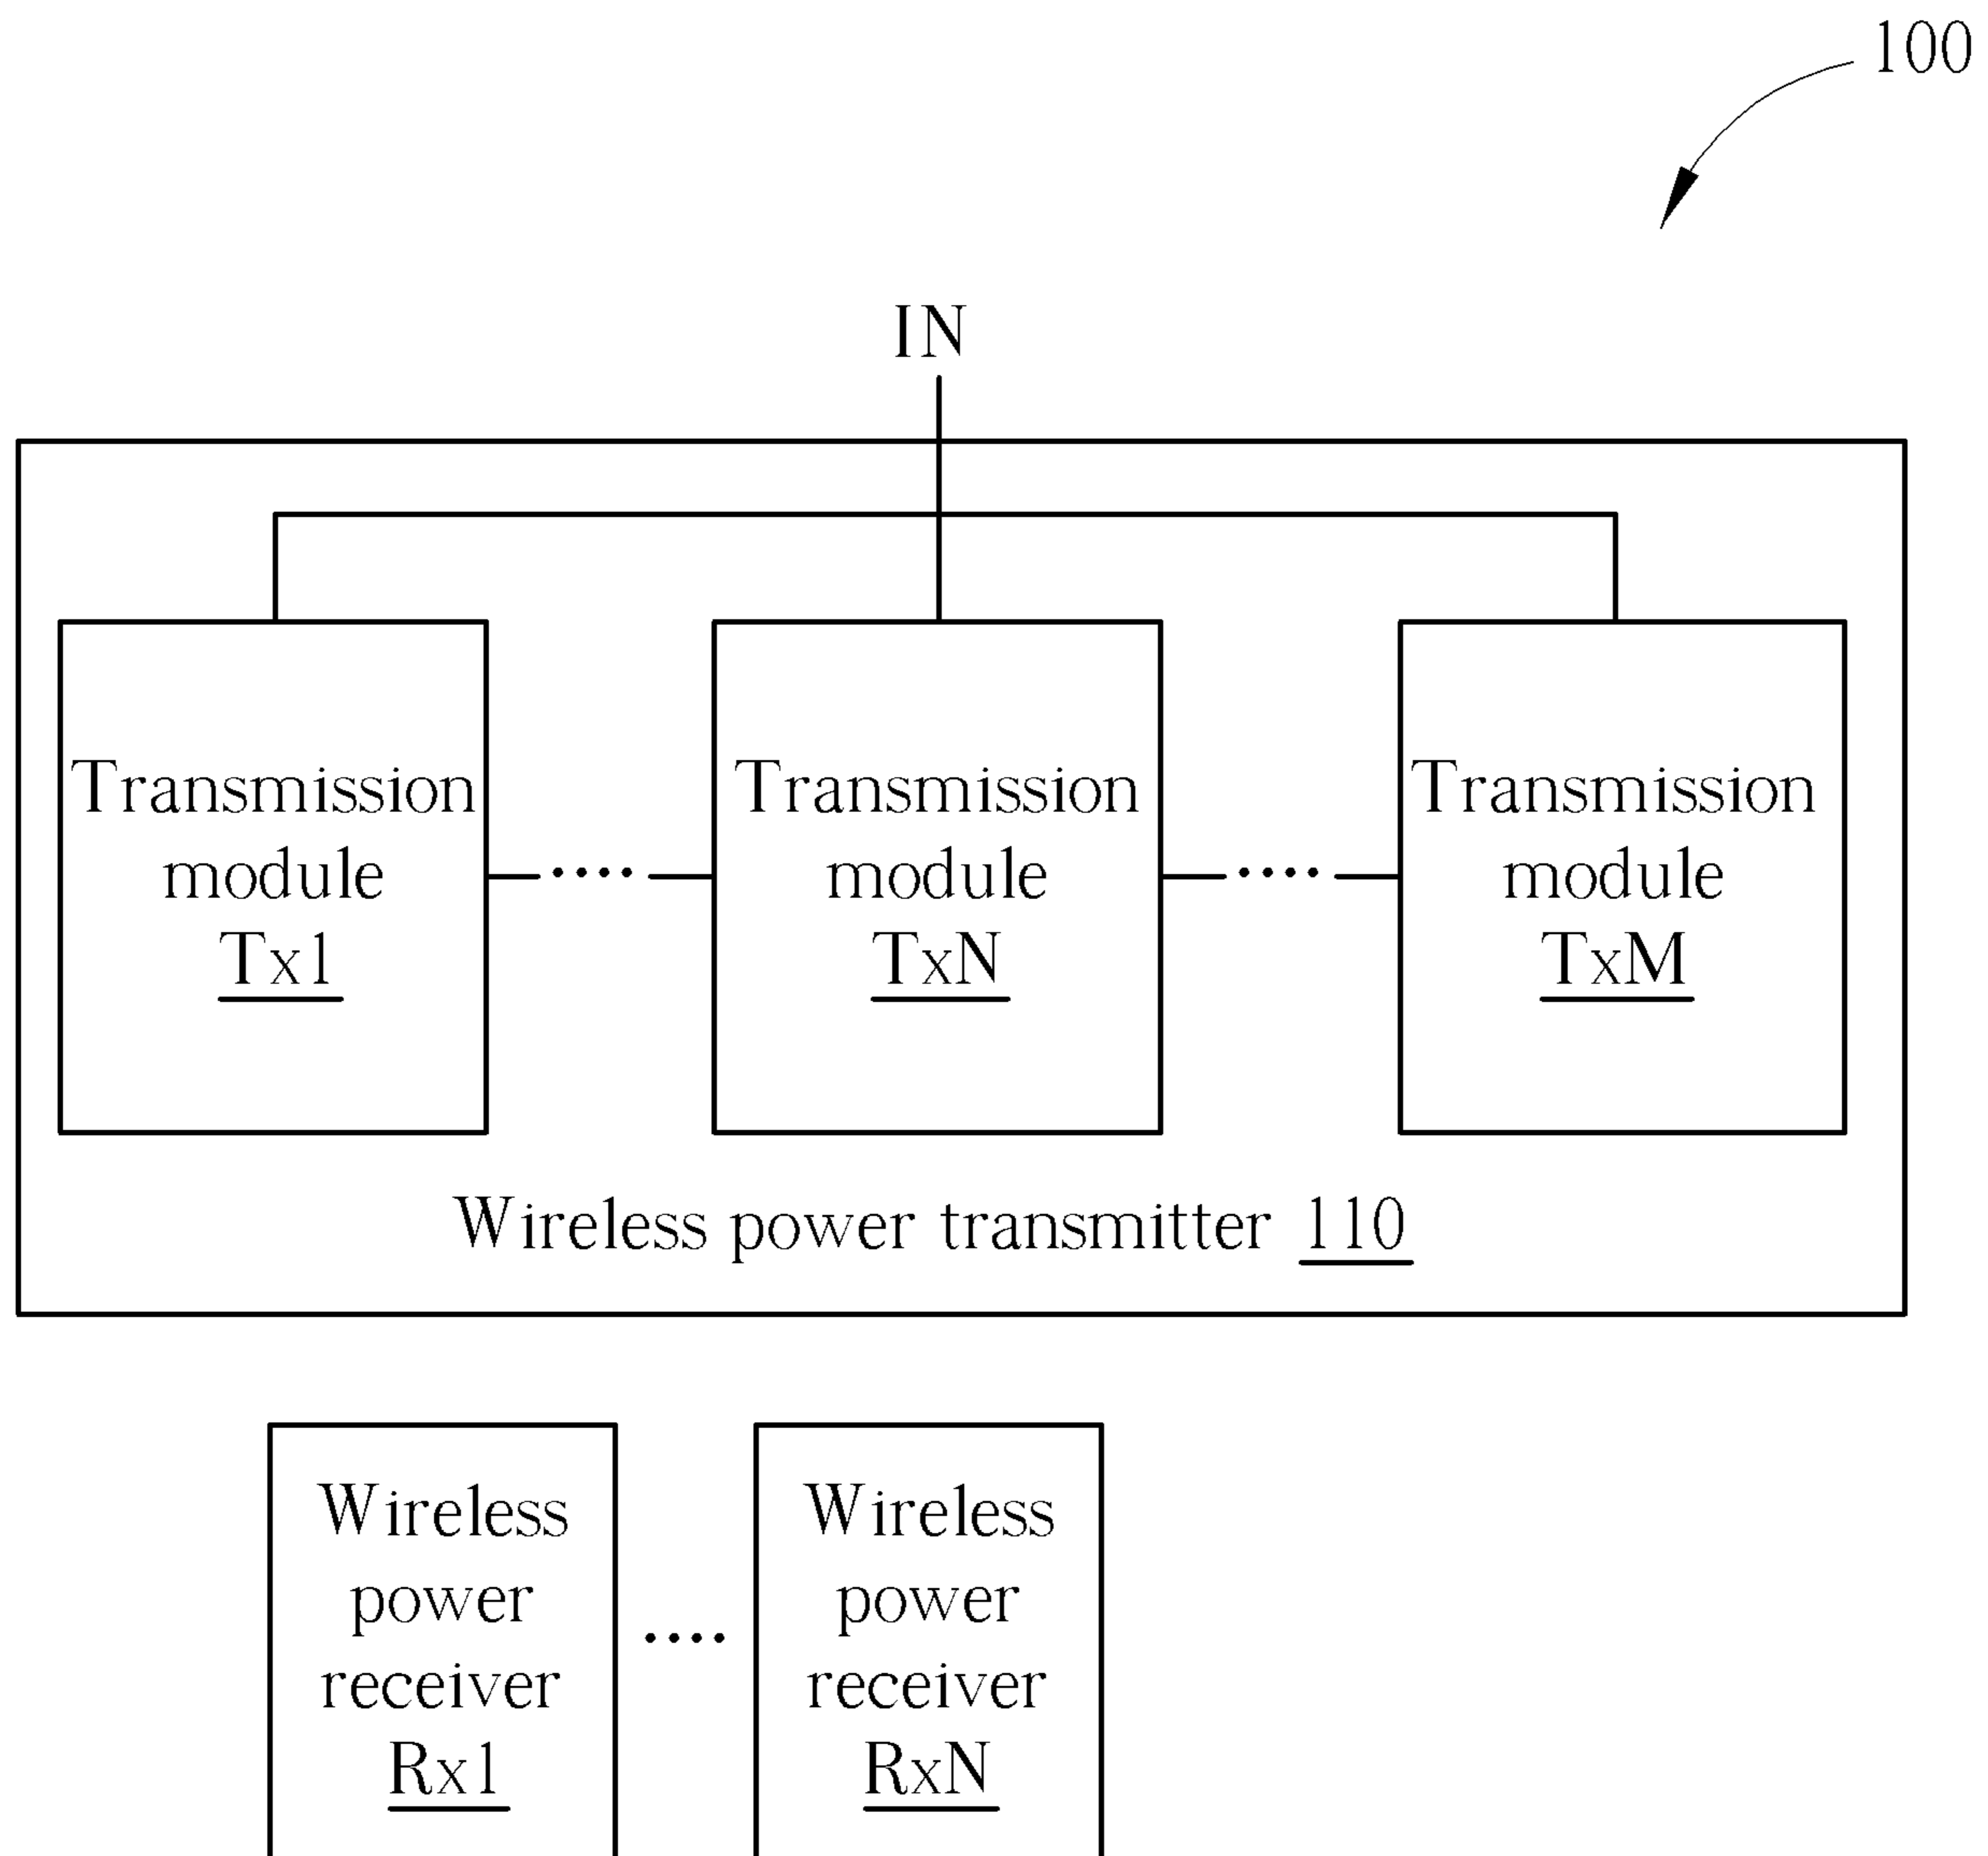 100
IN
Transmission
module
Tx1
Transmission
module
TxN
Transmission
module
TxM
Wireless power transmitter 110
Wireless
power
receiver
Rx1
Wireless
power
receiver
RxN